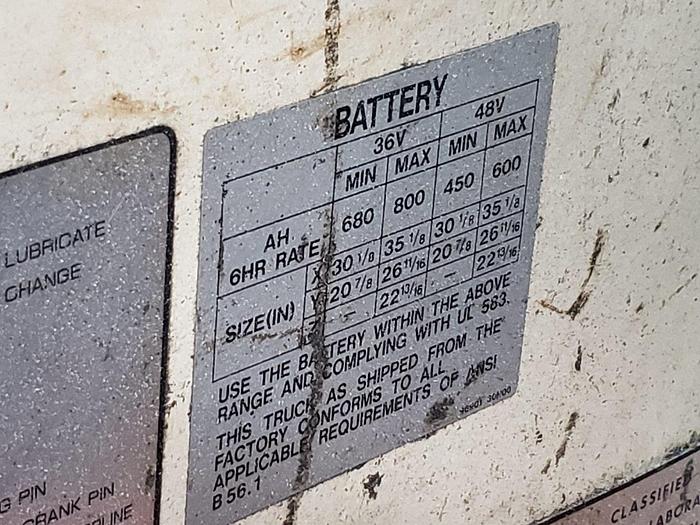 LUBRICATE
CHANGE
G PIN
CRANK PIN
BATTERY
36V 48V
MIN MAX MIN MAX
AH
6HR RATE 680 800 450 600
SIZE(IN) X 30 1/8 35 1/8 30 1/8 35 1/8
Y 20 7/8 26 11/16 20 7/8 26 11/16
Z - 22 13/16 - 22 13/16
USE THE BATTERY WITHIN THE ABOVE
RANGE AND COMPLYING WITH UL 583.
THIS TRUCK AS SHIPPED FROM THE
FACTORY CONFORMS TO ALL
APPLICABLE REQUIREMENTS OF ANSI
B 56.1
CLASSIFIED